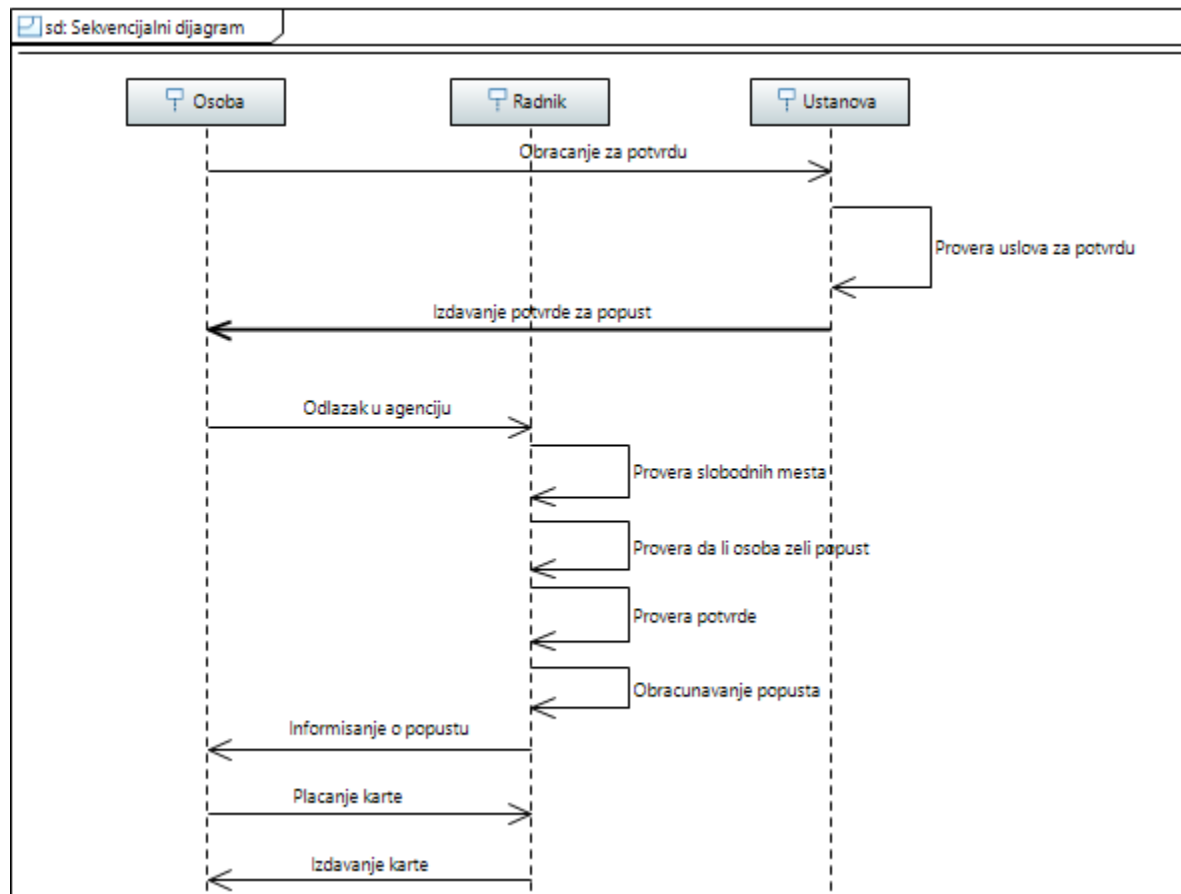 sd: Sekvencijalni dijagram
Osoba
Radnik
Ustanova
Obracanje za potvrdu
Provera uslova za potvrdu
Izdavanje potvrde za popust
Odlazak u agenciju
Provera slobodnih mesta
Provera da li osoba zeli popust
Provera potvrde
Obracunavanje popusta
Informisanje o popustu
Placanje karte
Izdavanje karte